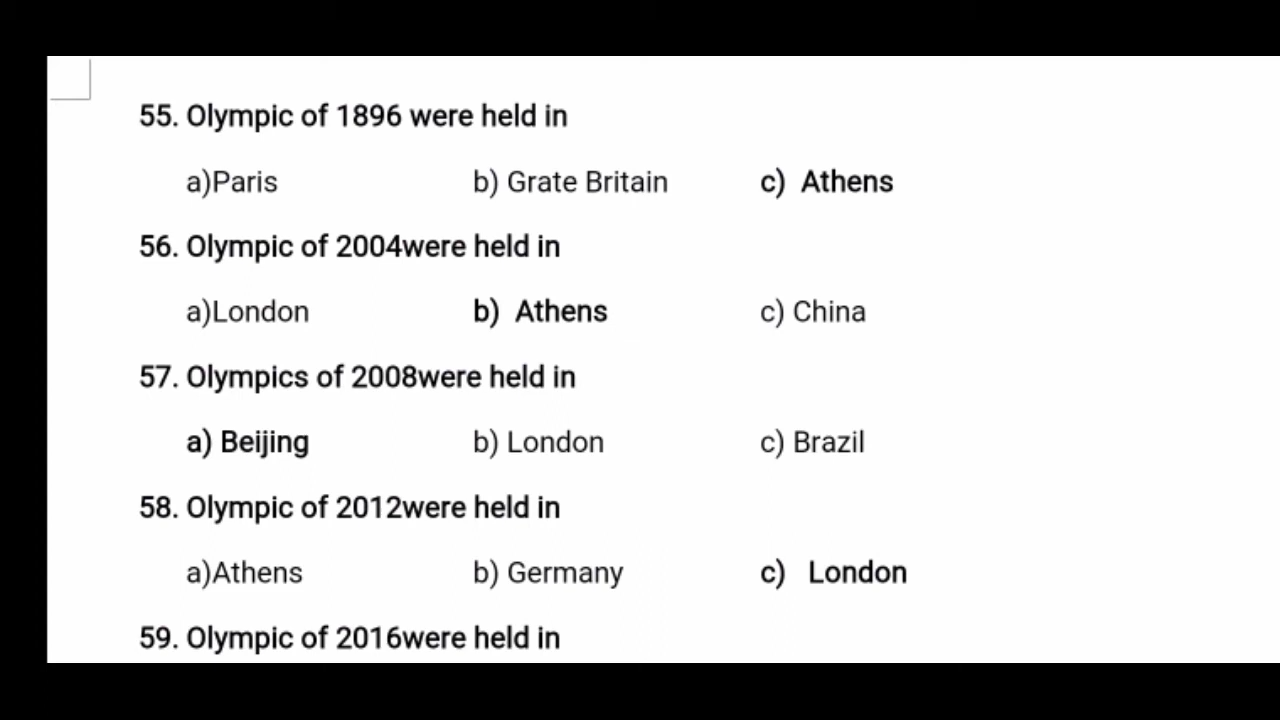 55. Olympic of 1896 were held in
a)Paris b) Grate Britain c) Athens
56. Olympic of 2004were held in
a)London b) Athens c) China
57. Olympics of 2008were held in
a) Beijing b) London c) Brazil
58. Olympic of 2012were held in
a)Athens b) Germany c) London
59. Olympic of 2016were held in